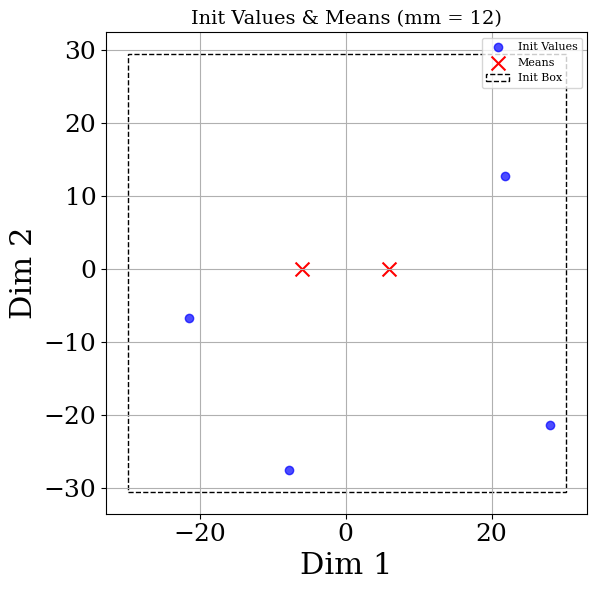 Init Values & Means (mm = 12)
Init Values
Means
Init Box
30
20
10
0
−10
−20
−30
Dim 2
−20
0
20
Dim 1